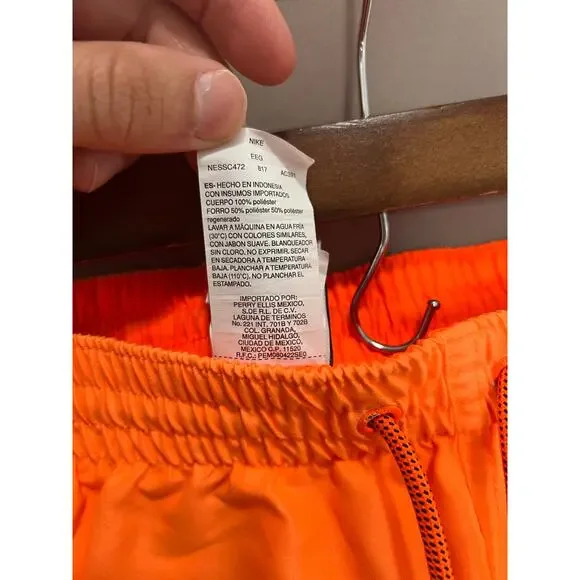 NIKE
EEG
NESSC472 817 AC391
ES- HECHO EN INDONESIA
CON INSUMOS IMPORTADOS
CUERPO 100% poliéster
FORRO 50% poliéster 50% poliéster
regenerado
LAVAR A MÁQUINA EN AGUA FRÍA
(30°C) CON COLORES SIMILARES,
CON JABON SUAVE. BLANQUEADOR
SIN CLORO. NO EXPRIMIR. SECAR
EN SECADORA A TEMPERATURA
BAJA. PLANCHAR A TEMPERATURA
BAJA (110°C). NO PLANCHAR EL
ESTAMPADO.
IMPORTADO POR:
PERRY ELLIS MEXICO,
S.DE R.L. DE C.V.
LAGUNA DE TERMINOS
No. 221 INT, 701B Y 702B
COL. GRANADA,
MIGUEL HIDALGO,
CIUDAD DE MEXICO,
MEXICO C.P. 11520
R.F.C.: PEM060422SE0